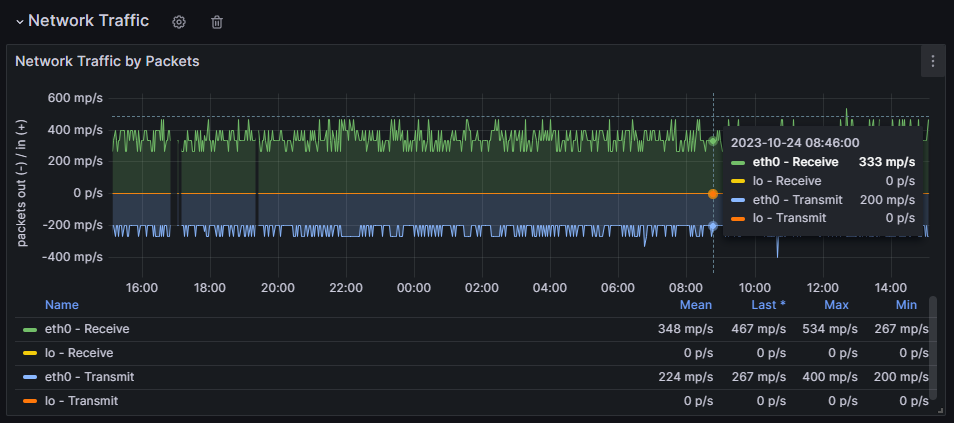 Network Traffic
Network Traffic by Packets
packets out (-) / in (+)
600 mp/s
400 mp/s
200 mp/s
0 p/s
-200 mp/s
-400 mp/s
2023-10-24 08:46:00
eth0 - Receive 333 mp/s
lo - Receive 0 p/s
eth0 - Transmit 200 mp/s
lo - Transmit 0 p/s
16:00 18:00 20:00 22:00 00:00 02:00 04:00 06:00 08:00 10:00 12:00 14:00
Name Mean Last * Max Min
eth0 - Receive 348 mp/s 467 mp/s 534 mp/s 267 mp/s
lo - Receive 0 p/s 0 p/s 0 p/s 0 p/s
eth0 - Transmit 224 mp/s 267 mp/s 400 mp/s 200 mp/s
lo - Transmit 0 p/s 0 p/s 0 p/s 0 p/s